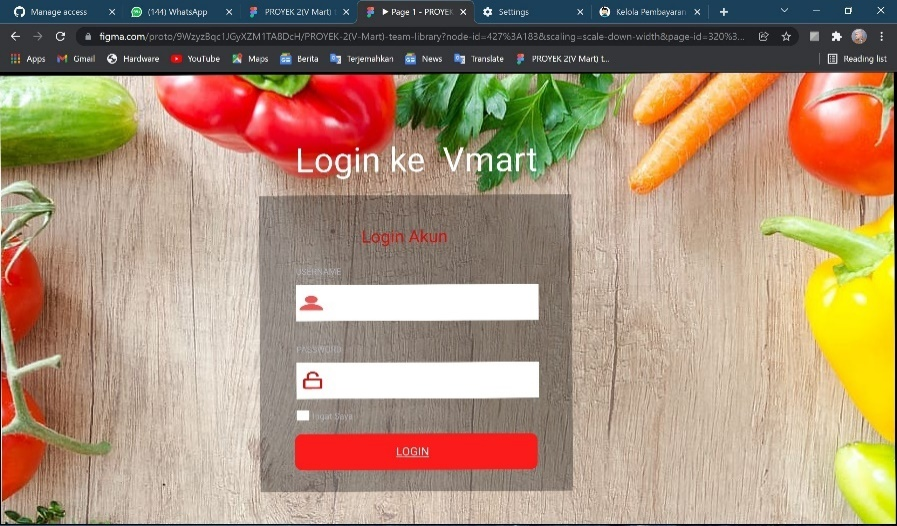 Manage access
(144) WhatsApp
PROYEK 2(V Mart) t
Page 1 - PROYEK
Settings
Kelola Pembayaran
figma.com/proto/9Wzyz8qc1JGyXZM1TABDcH/PROYEK-2(V-Mart)-team-library?node-id=427%3A183&scaling=scale-down-width&page-id=320%3...
Apps
Gmail
Hardware
YouTube
Maps
Berita
Terjemahkan
News
Translate
PROYEK 2(V Mart) t...
Reading list
Login ke Vmart
Login Akun
USERNAME
PASSWORD
Ingat Saya
LOGIN